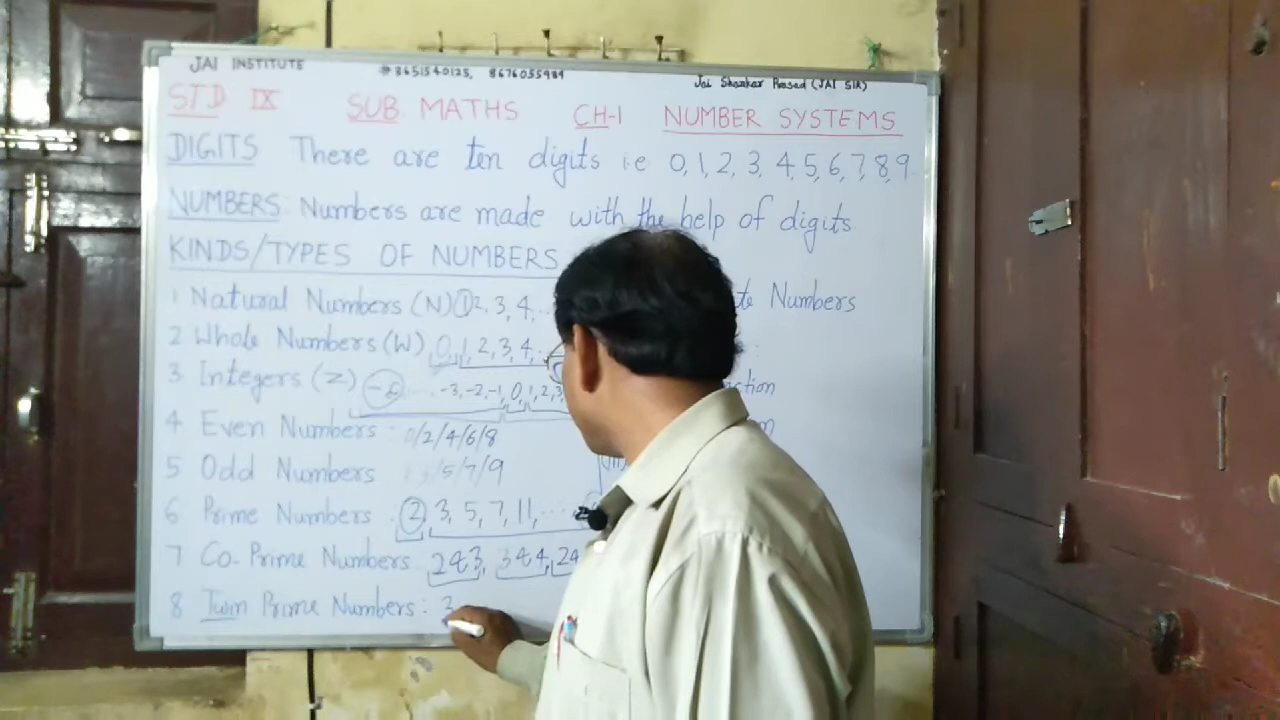 JAI INSTITUTE #8651540125, 8676055989 Jai Shankar Prasad (JAI SIR)
STD IX SUB MATHS CH-1 NUMBER SYSTEMS
DIGITS There are ten digits i.e 0,1,2,3,4,5,6,7,8,9
NUMBERS: Numbers are made with the help of digits
KINDS/TYPES OF NUMBERS
1 Natural Numbers (N) 1 2, 3, 4, ... Numbers
2 Whole Numbers (W) 0, 1, 2, 3, 4, ..
3 Integers (Z) ... -3, -2, -1, 0, 1, 2, 3,
4 Even Numbers : 0/2/4/6/8
5 Odd Numbers /5/7/9
6 Prime Numbers 2, 3, 5, 7, 11, ...
7 Co-Prime Numbers 2&3, 3&4,
8 Twin Prime Numbers : 3